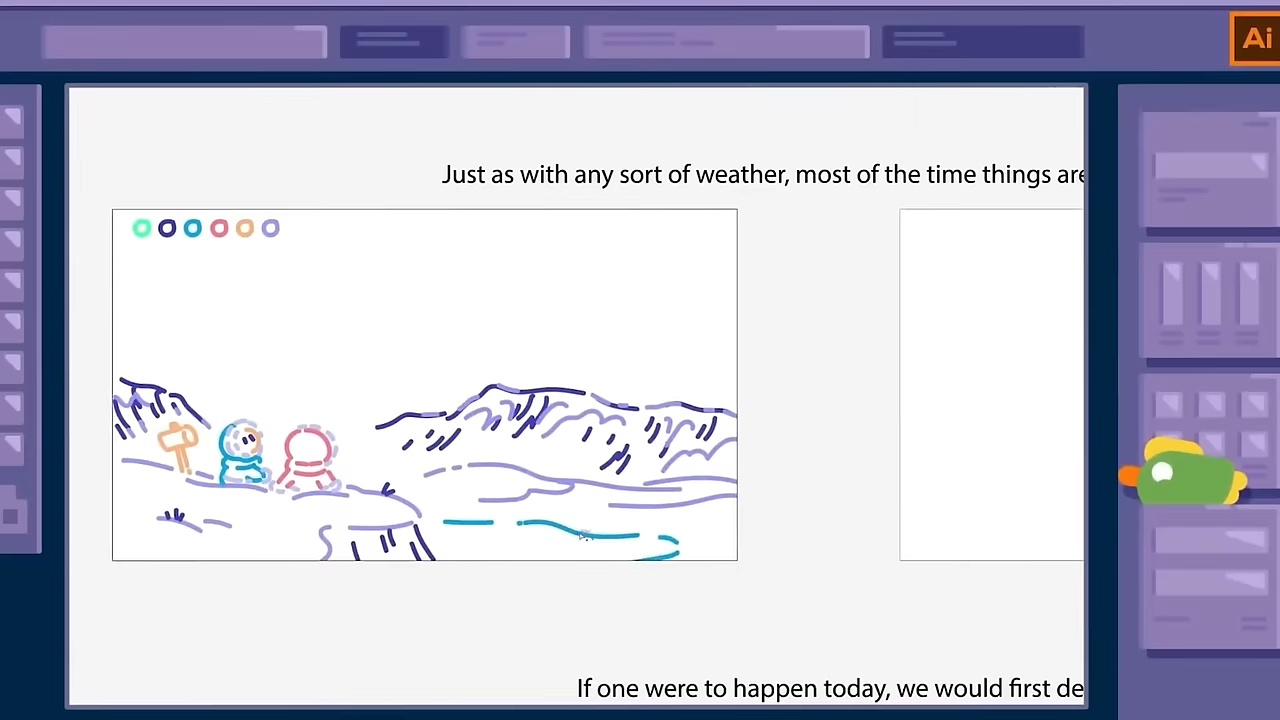 Ai
Just as with any sort of weather, most of the time things are
If one were to happen today, we would first de